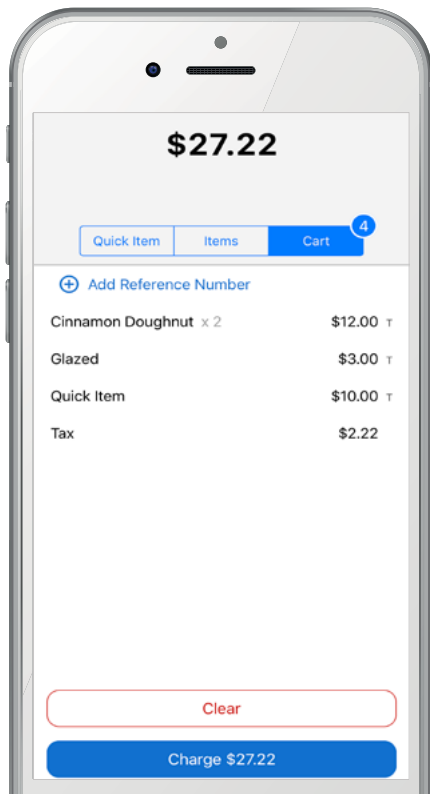 $27.22
4
Quick Item Items Cart
Add Reference Number
Cinnamon Doughnut x 2 $12.00 T
Glazed $3.00 T
Quick Item $10.00 T
Tax $2.22
Clear
Charge $27.22